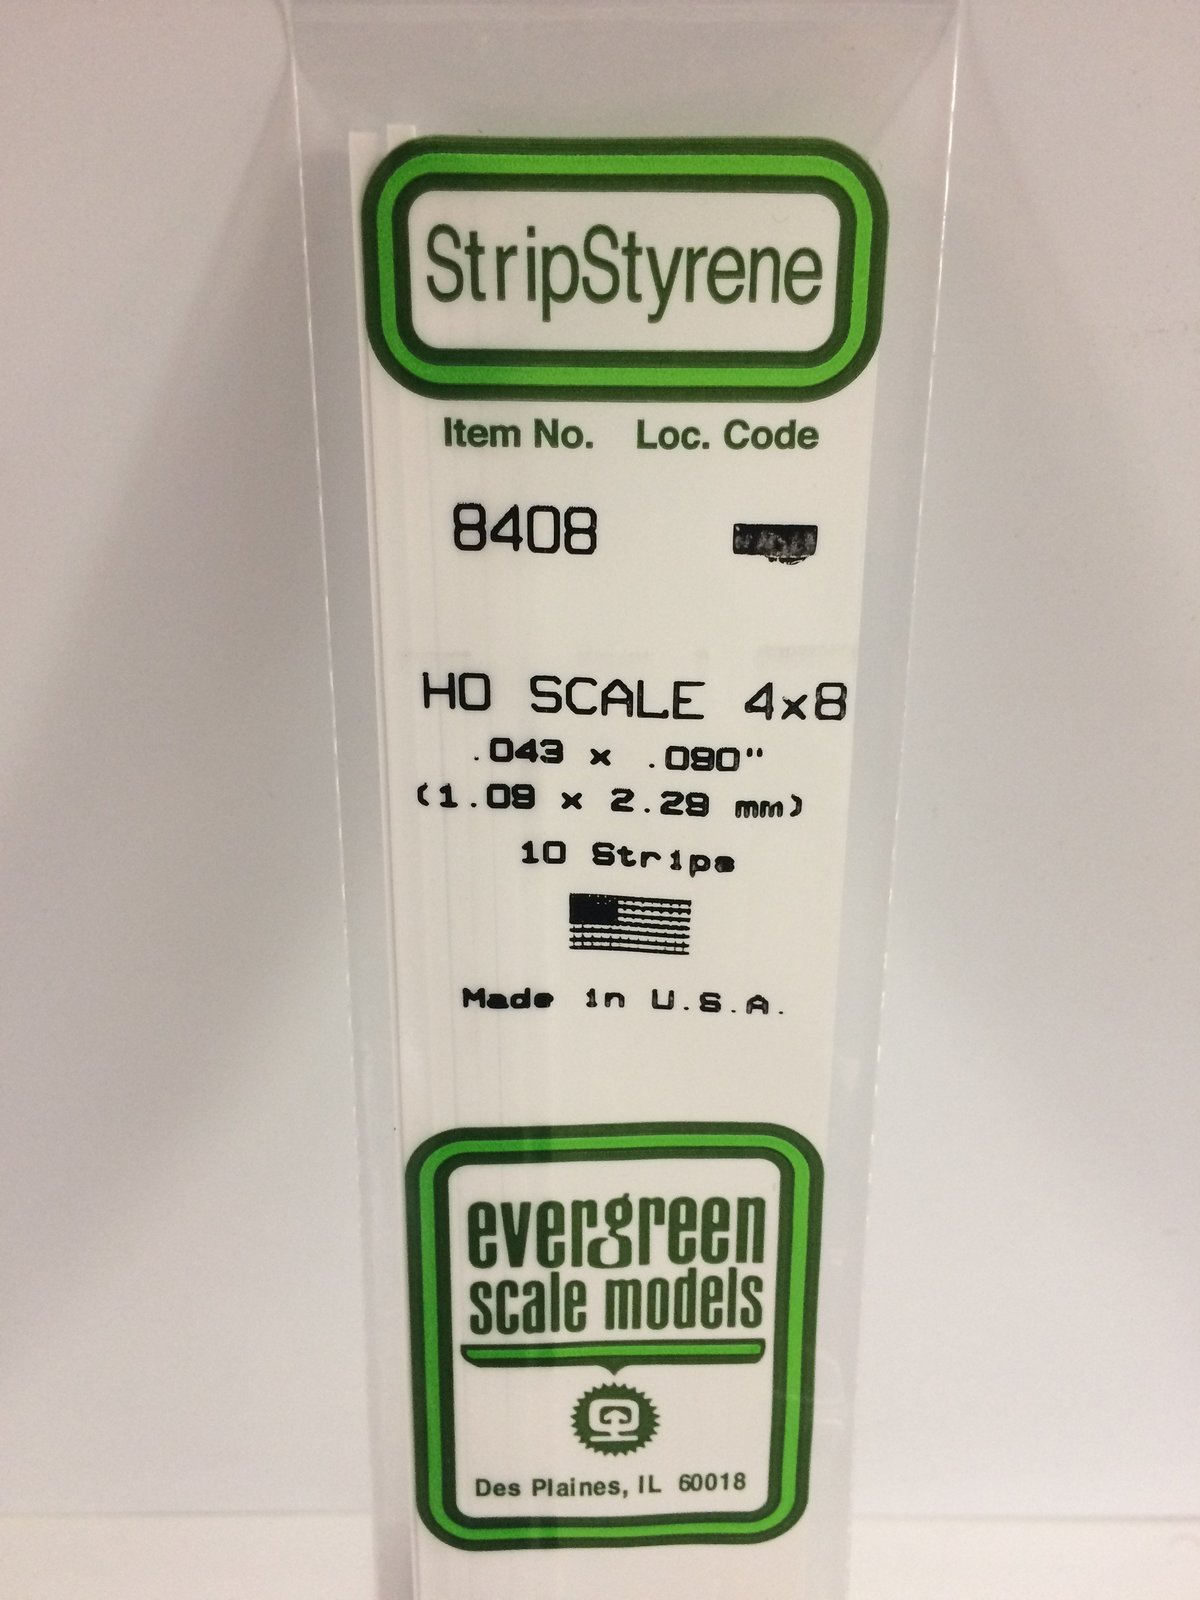 StripStyrene
Item No. Loc. Code
8408
HO SCALE 4x8
.043 x .090"
(1.09 x 2.29 mm)
10 Strips
Made in U.S.A.
evergreen
scale models
Des Plaines, IL 60018